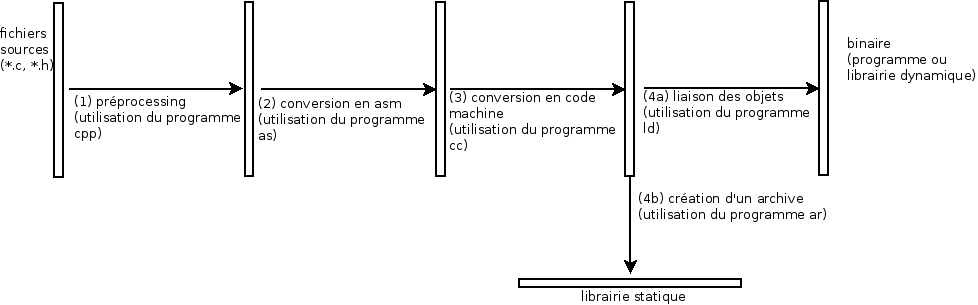 fichiers
sources
(*.c, *.h)
(1) préprocessing
(utilisation du programme
cpp)
(2) conversion en asm
(utilisation du programme
as)
(3) conversion en code
machine
(utilisation du programme
cc)
(4a) liaison des objets
(utilisation du programme
ld)
binaire
(programme ou
librairie dynamique)
(4b) création d'un archive
(utilisation du programme ar)
librairie statique